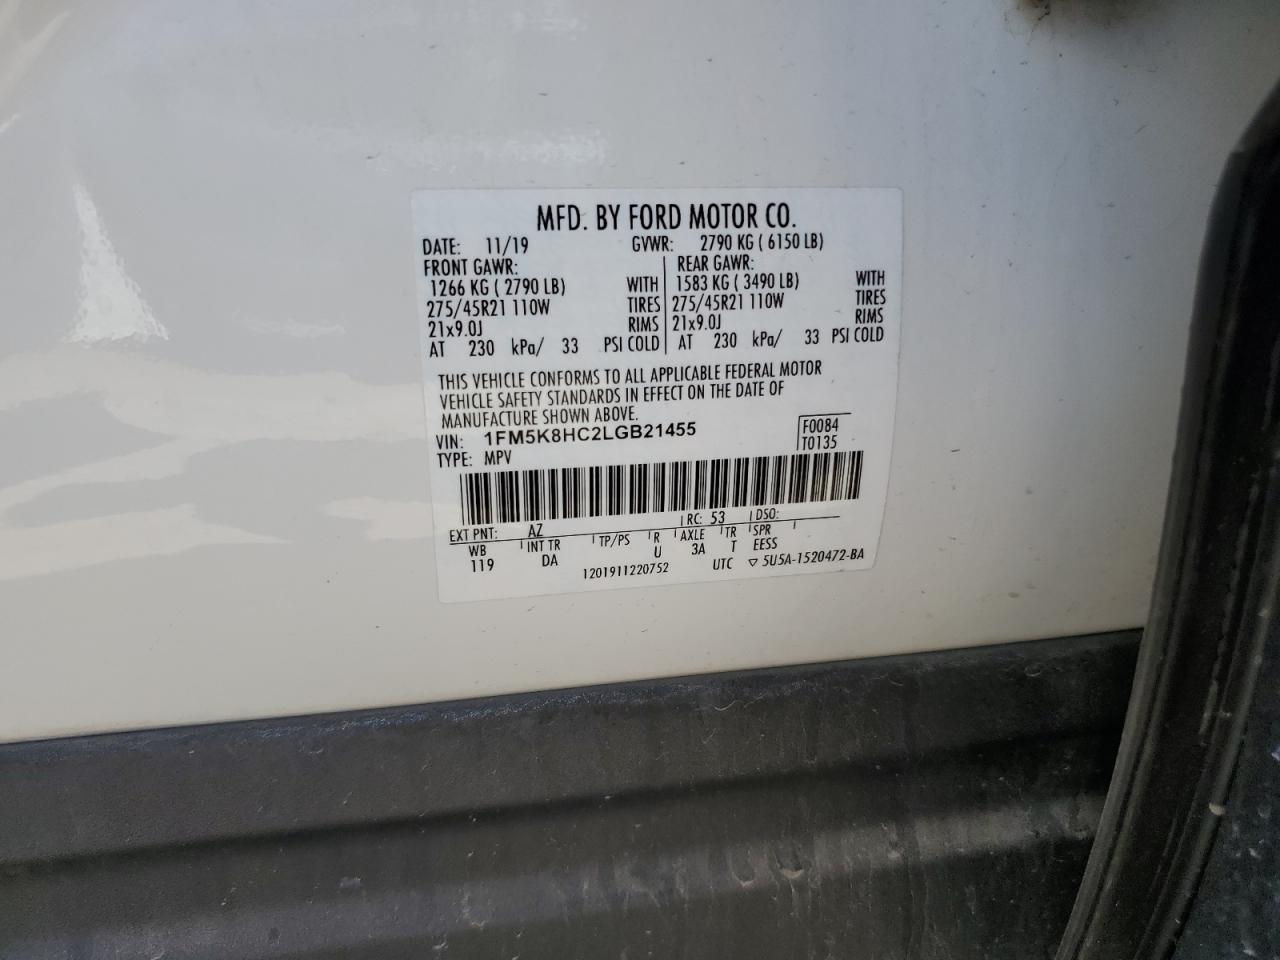 MFD. BY FORD MOTOR CO.
DATE: 11/19 GVWR: 2790 KG ( 6150 LB)
FRONT GAWR: REAR GAWR:
1266 KG ( 2790 LB) WITH 1583 KG ( 3490 LB) WITH
275/45R21 110W TIRES 275/45R21 110W TIRES
21x9.0J RIMS 21x9.0J RIMS
AT 230 kPa/ 33 PSI COLD AT 230 kPa/ 33 PSI COLD
THIS VEHICLE CONFORMS TO ALL APPLICABLE FEDERAL MOTOR
VEHICLE SAFETY STANDARDS IN EFFECT ON THE DATE OF
MANUFACTURE SHOWN ABOVE.
VIN: 1FM5K8HC2LGB21455 F0084
TYPE: MPV T0135
EXT PNT: AZ RC: 53 DSO:
WB INT TR TP/PS R AXLE TR SPR
119 DA U 3A T EESS
1201911220752 UTC ▽ 5U5A-1520472-BA